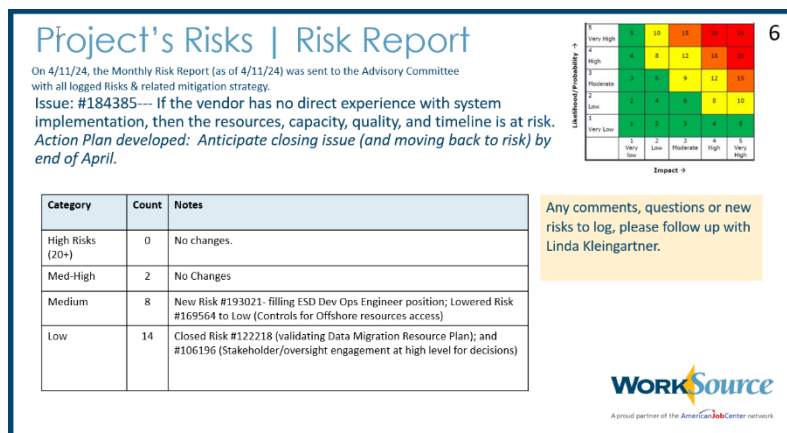 Project's Risks | Risk Report
6
On 4/11/24, the Monthly Risk Report (as of 4/11/24) was sent to the Advisory Committee
with all logged Risks & related mitigation strategy.
Issue: #184385--- If the vendor has no direct experience with system
implementation, then the resources, capacity, quality, and timeline is at risk.
Action Plan developed: Anticipate closing issue (and moving back to risk) by
end of April.
Likelihood/Probability →
5 Very High 5 10 15 20 25
4 High 4 8 12 16 20
3 Moderate 3 6 9 12 15
2 Low 2 4 6 8 10
1 Very Low 1 2 3 4 5
1 Very low 2 Low 3 Moderate 4 High 5 Very High
Impact →
Category Count Notes
High Risks (20+) 0 No changes.
Med-High 2 No Changes
Medium 8 New Risk #193021- filling ESD Dev Ops Engineer position; Lowered Risk
#169564 to Low (Controls for Offshore resources access)
Low 14 Closed Risk #122218 (validating Data Migration Resource Plan); and
#106196 (Stakeholder/oversight engagement at high level for decisions)
Any comments, questions or new
risks to log, please follow up with
Linda Kleingartner.
WorkSource
A proud partner of the AmericanJobCenter network